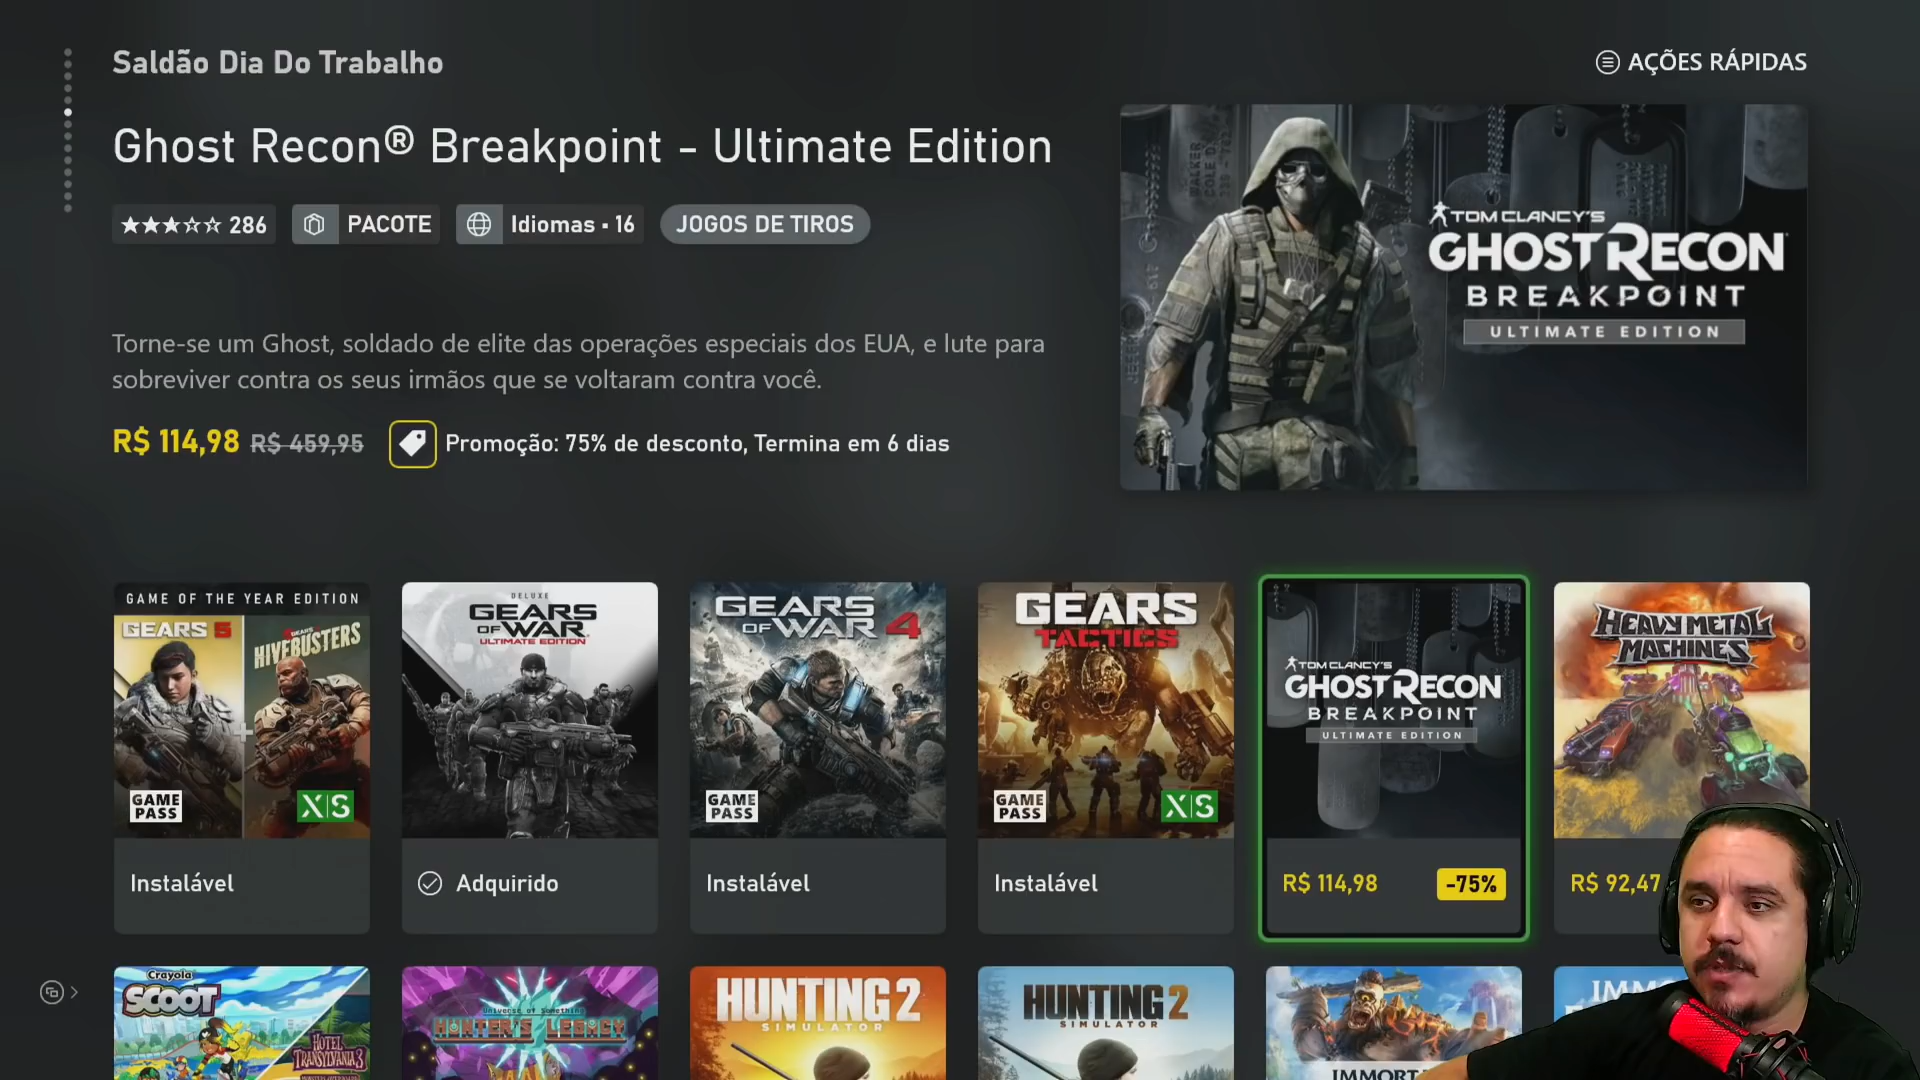 Saldão Dia Do Trabalho
AÇÕES RÁPIDAS
Ghost Recon® Breakpoint - Ultimate Edition
286
PACOTE
Idiomas • 16
JOGOS DE TIROS
Torne-se um Ghost, soldado de elite das operações especiais dos EUA, e lute para
sobreviver contra os seus irmãos que se voltaram contra você.
R$ 114,98 R$ 459,95
Promoção: 75% de desconto, Termina em 6 dias
TOM CLANCY'S
GHOST RECON
BREAKPOINT
ULTIMATE EDITION
GAME OF THE YEAR EDITION
GEARS 5
HIVEBUSTERS
GAME
PASS
X|S
Instalável
DELUXE
GEARS
OF WAR
ULTIMATE EDITION
Adquirido
GEARS
OF WAR 4
GAME
PASS
Instalável
GEARS
TACTICS
GAME
PASS
X|S
Instalável
TOM CLANCY'S
GHOST RECON
BREAKPOINT
ULTIMATE EDITION
R$ 114,98
-75%
HEAVY METAL
MACHINES
R$ 92,47
Crayola
SCOOT
HOTEL
TRANSYLVANIA 3
Universe of Something
HUNTER'S LEGACY
HUNTING 2
SIMULATOR
HUNTING 2
SIMULATOR